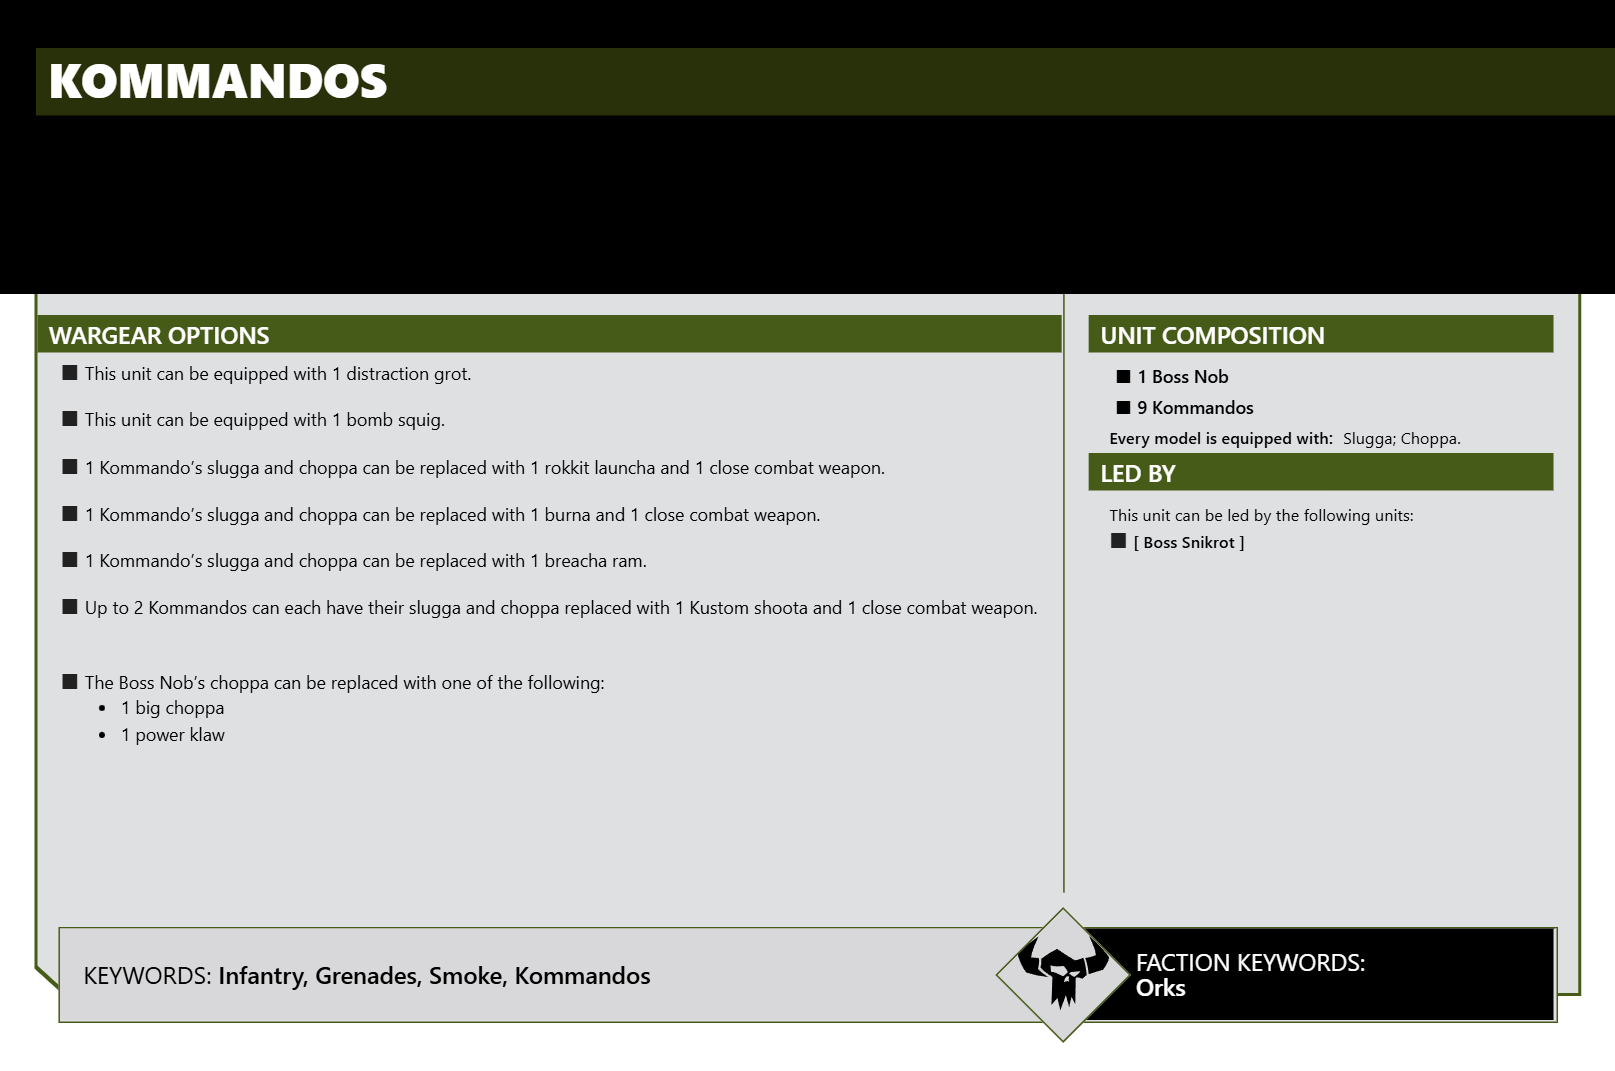 KOMMANDOS
WARGEAR OPTIONS
This unit can be equipped with 1 distraction grot.
This unit can be equipped with 1 bomb squig.
1 Kommando’s slugga and choppa can be replaced with 1 rokkit launcha and 1 close combat weapon.
1 Kommando’s slugga and choppa can be replaced with 1 burna and 1 close combat weapon.
1 Kommando’s slugga and choppa can be replaced with 1 breacha ram.
Up to 2 Kommandos can each have their slugga and choppa replaced with 1 Kustom shoota and 1 close combat weapon.
The Boss Nob’s choppa can be replaced with one of the following:
• 1 big choppa
• 1 power klaw
UNIT COMPOSITION
1 Boss Nob
9 Kommandos
Every model is equipped with: Slugga; Choppa.
LED BY
This unit can be led by the following units:
[ Boss Snikrot ]
KEYWORDS: Infantry, Grenades, Smoke, Kommandos
FACTION KEYWORDS:
Orks